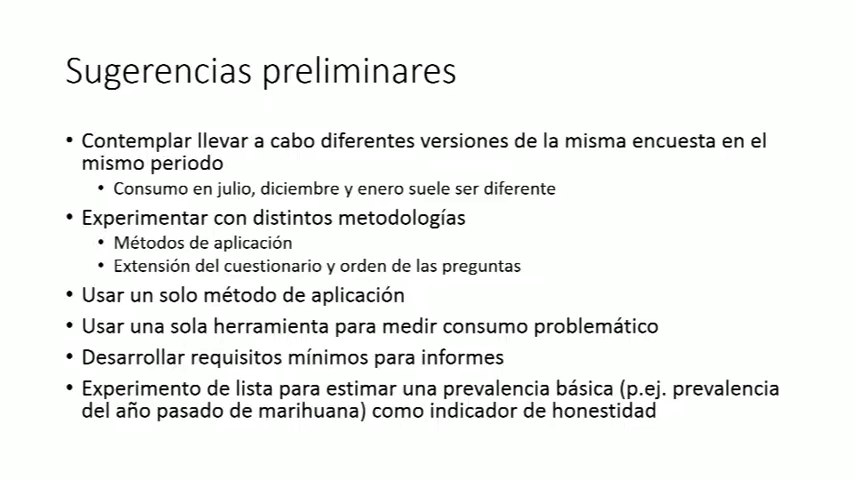 Sugerencias preliminares
• Contemplar llevar a cabo diferentes versiones de la misma encuesta en el
mismo periodo
• Consumo en julio, diciembre y enero suele ser diferente
• Experimentar con distintos metodologías
• Métodos de aplicación
• Extensión del cuestionario y orden de las preguntas
• Usar un solo método de aplicación
• Usar una sola herramienta para medir consumo problemático
• Desarrollar requisitos mínimos para informes
• Experimento de lista para estimar una prevalencia básica (p.ej. prevalencia
del año pasado de marihuana) como indicador de honestidad